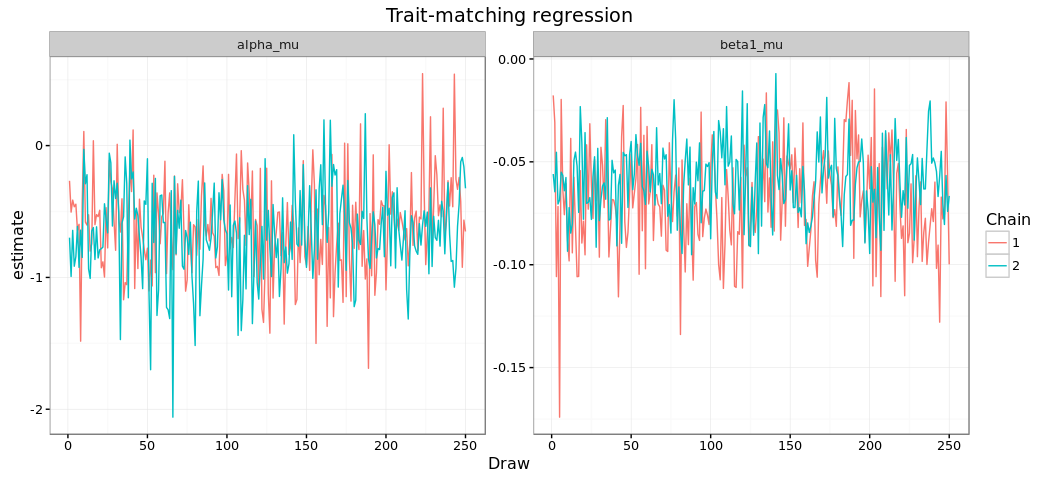 Trait-matching regression
alpha_mu
beta1_mu
estimate
0
-1
-2
0.00
-0.05
-0.10
-0.15
0 50 100 150 200 250
0 50 100 150 200 250
Draw
Chain
1
2